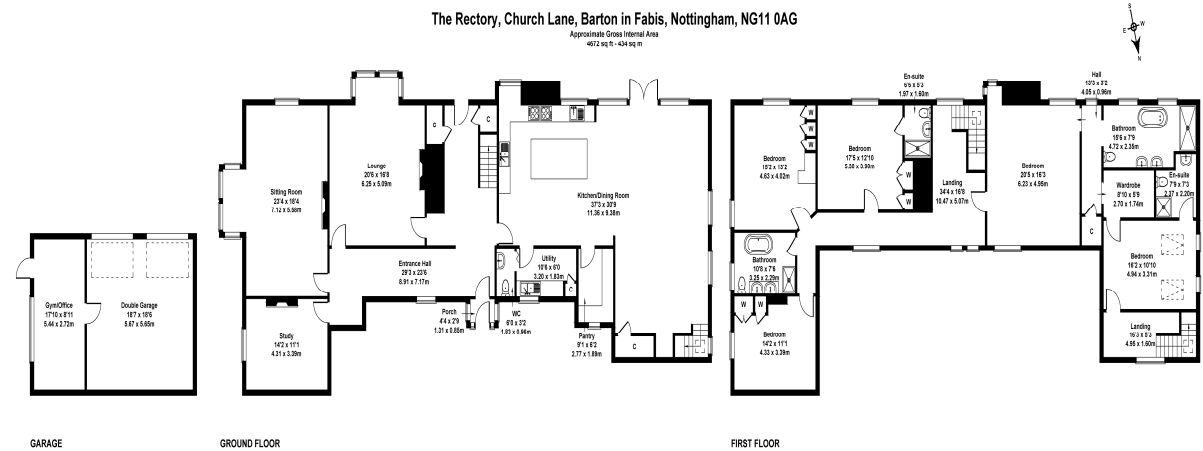 The Rectory, Church Lane, Barton in Fabis, Nottingham, NG11 0AG
Approximate Gross Internal Area
4672 sq ft - 434 sq m
S
E
W
N
Gym/Office
17'10 x 8'11
5.44 x 2.72m
Double Garage
18'7 x 18'6
5.67 x 5.65m
GARAGE
Sitting Room
23'4 x 18'4
7.12 x 5.58m
Lounge
20'6 x 16'8
6.25 x 5.09m
C
C
Kitchen/Dining Room
37'3 x 30'9
11.36 x 9.38m
Entrance Hall
29'3 x 23'6
8.91 x 7.17m
Utility
10'6 x 6'0
3.20 x 1.83m
C
Study
14'2 x 11'1
4.31 x 3.39m
Porch
4'4 x 2'9
1.31 x 0.85m
WC
6'0 x 3'2
1.83 x 0.96m
Pantry
9'1 x 6'2
2.77 x 1.89m
C
GROUND FLOOR
Bedroom
15'2 x 13'2
4.63 x 4.02m
W
W
W
Bedroom
17'5 x 12'10
5.30 x 3.90m
W
W
En-suite
6'6 x 5'3
1.97 x 1.60m
Landing
34'4 x 16'8
10.47 x 5.07m
Bedroom
20'5 x 16'3
6.23 x 4.95m
Hall
13'3 x 3'2
4.05 x 0.96m
Bathroom
15'6 x 7'9
4.72 x 2.35m
En-suite
7'9 x 7'3
2.37 x 2.20m
Wardrobe
8'10 x 5'9
2.70 x 1.74m
C
Bedroom
16'2 x 10'10
4.94 x 3.31m
Bathroom
10'8 x 7'6
3.25 x 2.29m
W
W
Bedroom
14'2 x 11'1
4.33 x 3.39m
Landing
16'3 x 5'3
4.95 x 1.60m
FIRST FLOOR